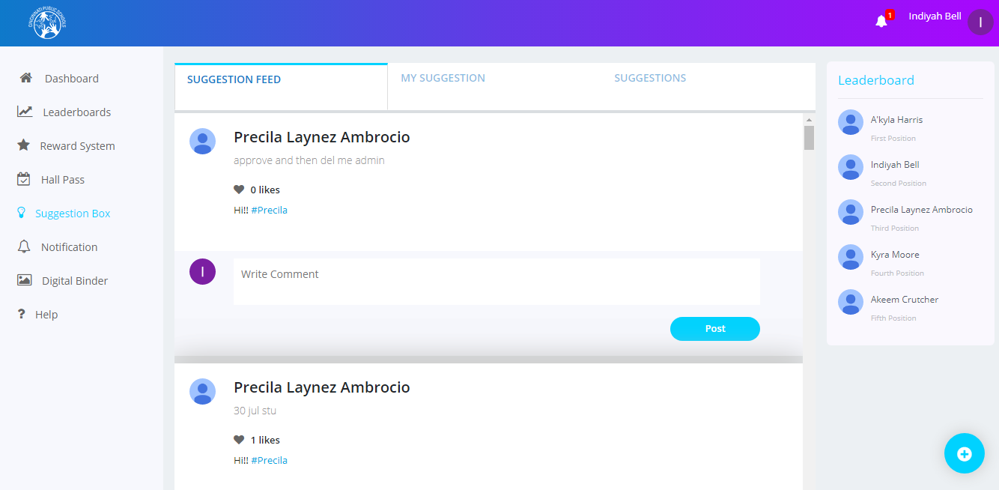 CINCINNATI PUBLIC SCHOOLS
1
Indiyah Bell
I
Dashboard
Leaderboards
Reward System
Hall Pass
Suggestion Box
Notification
Digital Binder
? Help
SUGGESTION FEED
MY SUGGESTION
SUGGESTIONS
Precila Laynez Ambrocio
approve and then del me admin
0 likes
Hi!! #Precila
I
Write Comment
Post
Precila Laynez Ambrocio
30 jul stu
1 likes
Hi!! #Precila
Leaderboard
A'kyla Harris
First Position
Indiyah Bell
Second Position
Precila Laynez Ambrocio
Third Position
Kyra Moore
Fourth Position
Akeem Crutcher
Fifth Position